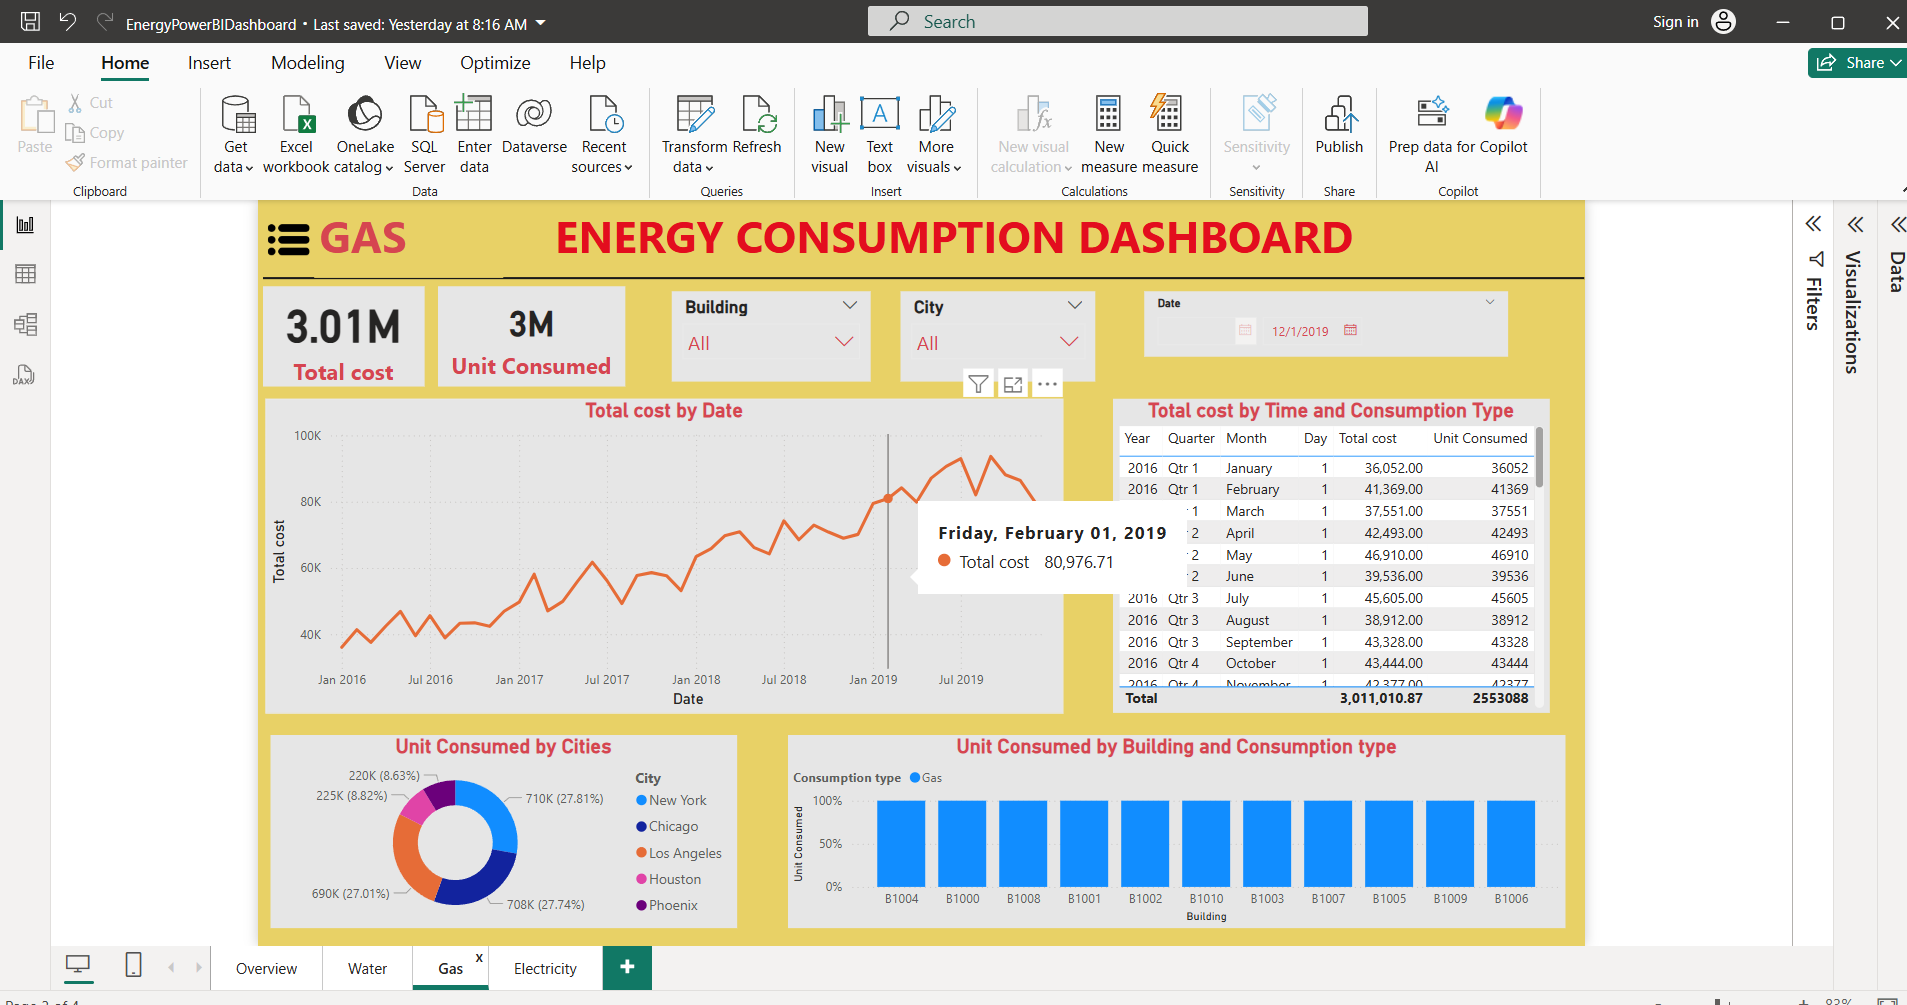 EnergyPowerBIDashboard • Last saved: Yesterday at 8:16 AM
Search
Sign in
File Home Insert Modeling View Optimize Help
Share
Paste
Cut
Copy
Format painter
Clipboard
Get data
Excel workbook
OneLake catalog
SQL Server
Enter data
Dataverse
Recent sources
Data
Transform data
Refresh
Queries
New visual
Text box
More visuals
Insert
New visual calculation
New measure
Quick measure
Calculations
Sensitivity
Sensitivity
Publish
Share
Prep data for AI
Copilot
Copilot
GAS
ENERGY CONSUMPTION DASHBOARD
3.01M
Total cost
3M
Unit Consumed
Building
All
City
All
Date
12/1/2019
Filters
Visualizations
Data
Total cost by Date
100K
80K
60K
40K
Total cost
Jan 2016 Jul 2016 Jan 2017 Jul 2017 Jan 2018 Jul 2018 Jan 2019 Jul 2019
Date
Friday, February 01, 2019
Total cost 80,976.71
Total cost by Time and Consumption Type
Year Quarter Month Day Total cost Unit Consumed
2016 Qtr 1 January 1 36,052.00 36052
2016 Qtr 1 February 1 41,369.00 41369
1 March 1 37,551.00 37551
2 April 1 42,493.00 42493
2 May 1 46,910.00 46910
2 June 1 39,536.00 39536
2016 Qtr 3 July 1 45,605.00 45605
2016 Qtr 3 August 1 38,912.00 38912
2016 Qtr 3 September 1 43,328.00 43328
2016 Qtr 4 October 1 43,444.00 43444
2016 Qtr 4 November 1 42,377.00 42377
Total 3,011,010.87 2553088
Unit Consumed by Cities
220K (8.63%)
225K (8.82%)
710K (27.81%)
690K (27.01%)
708K (27.74%)
City
New York
Chicago
Los Angeles
Houston
Phoenix
Unit Consumed by Building and Consumption type
Consumption type Gas
100%
50%
0%
Unit Consumed
B1004 B1000 B1008 B1001 B1002 B1010 B1003 B1007 B1005 B1009 B1006
Building
Overview Water Gas x Electricity +
83%